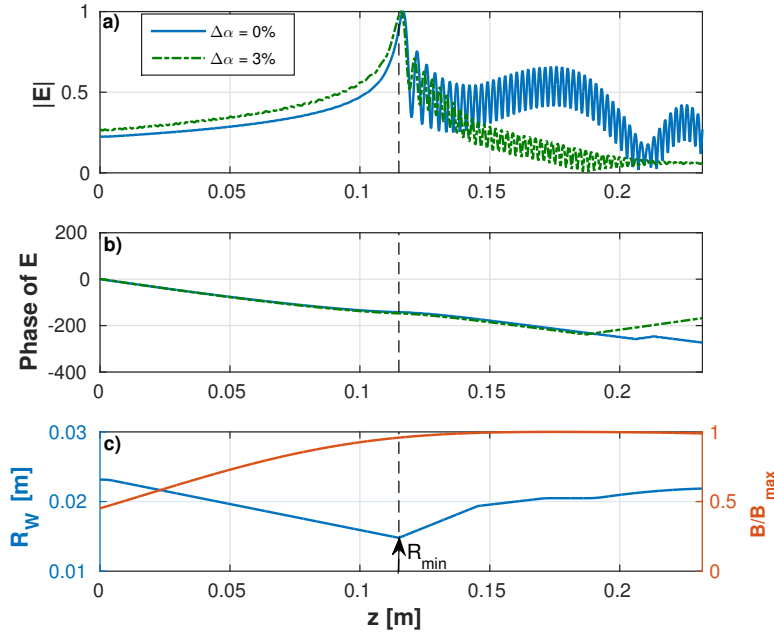 a)
Δα = 0%
Δα = 3%
|E|
1
0.5
0
0
0.05
0.1
0.15
0.2
b)
Phase of E
200
0
-200
-400
0
0.05
0.1
0.15
0.2
c)
R_W [m]
0.03
0.02
0.01
R_min
1
0.5
0
B/B_max
0
0.05
0.1
0.15
0.2
z [m]